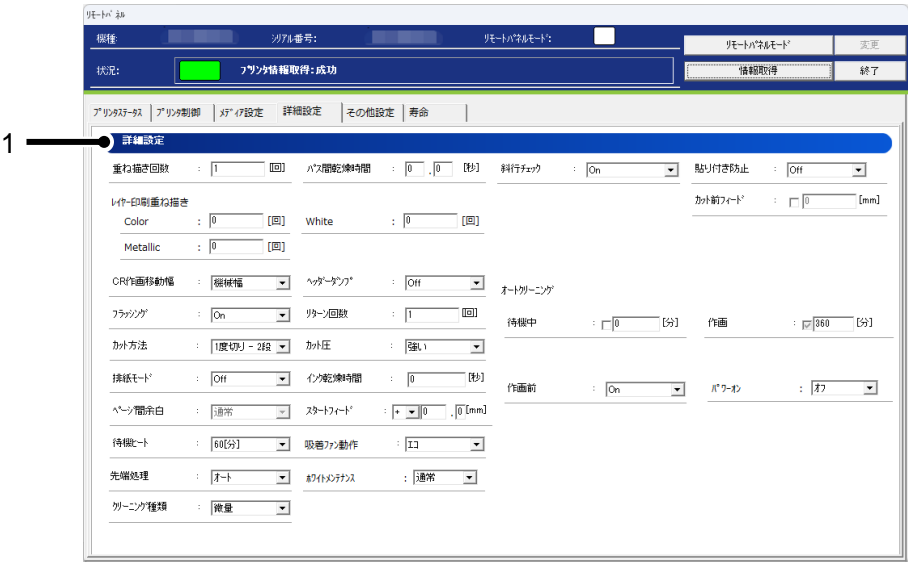 ﾘﾓｰﾄﾊﾟﾈﾙ
機種: シリアル番号: ﾘﾓｰﾄﾊﾟﾈﾙﾓｰﾄﾞ:
ﾘﾓｰﾄﾊﾟﾈﾙﾓｰﾄﾞ 変更
状況: ﾌﾟﾘﾝﾀ情報取得:成功
情報取得 終了
ﾌﾟﾘﾝﾀｽﾃｰﾀｽ ﾌﾟﾘﾝﾀ制御 ﾒﾃﾞｨｱ設定 詳細設定 その他設定 寿命
1 詳細設定
重ね描き回数 : 1 [回] ﾊﾟｽ間乾燥時間 : 0 . 0 [秒] 斜行ﾁｪｯｸ : On 貼り付き防止 : Off
ﾚｲﾔｰ印刷重ね描き ｶｯﾄ前ﾌｨｰﾄﾞ : 0 [mm]
Color : 0 [回] White : 0 [回]
Metallic : 0 [回]
CR作画移動幅 : 機械幅 ﾍｯﾀﾞｰﾀﾞﾝﾌﾟ : Off
ｵｰﾄｸﾘｰﾆﾝｸﾞ
ﾌﾗｯｼﾝｸﾞ : On ﾘﾀｰﾝ回数 : 1 [回] 待機中 : 0 [分] 作画 : 360 [分]
ｶｯﾄ方法 : 1度切り - 2段 ｶｯﾄ圧 : 強い
排紙ﾓｰﾄﾞ : Off ｲﾝｸ乾燥時間 : 0 [秒] 作画前 : On ﾊﾟﾜｰｵﾝ : ｵﾌ
ﾍﾟｰｼﾞ間余白 : 通常 ｽﾀｰﾄﾌｨｰﾄﾞ : + 0 . 0 [mm]
待機ﾋｰﾄ : 60[分] 吸着ﾌｧﾝ動作 : ｴｺ
先端処理 : ｵｰﾄ ﾎﾜｲﾄﾒﾝﾃﾅﾝｽ : 通常
ｸﾘｰﾆﾝｸﾞ種類 : 微量